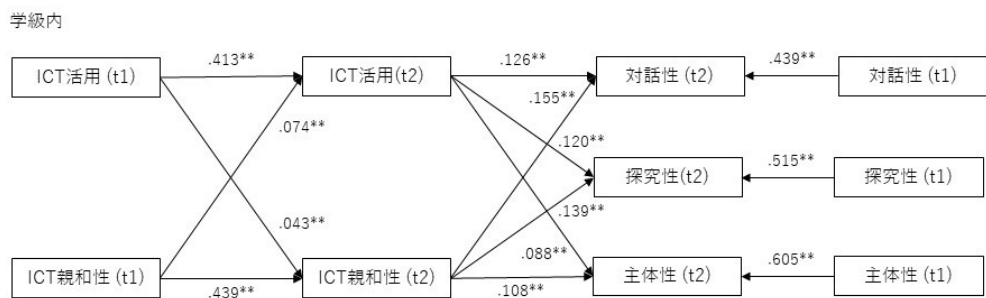 学級内
.413**
.126**
.439**
ICT活用 (t1)
ICT活用(t2)
対話性 (t2)
対話性 (t1)
.155**
.074**
.120**
.515**
探究性(t2)
探究性 (t1)
.139**
.043**
.088**
.605**
ICT親和性 (t1)
ICT親和性 (t2)
主体性 (t2)
主体性 (t1)
.439**
.108**